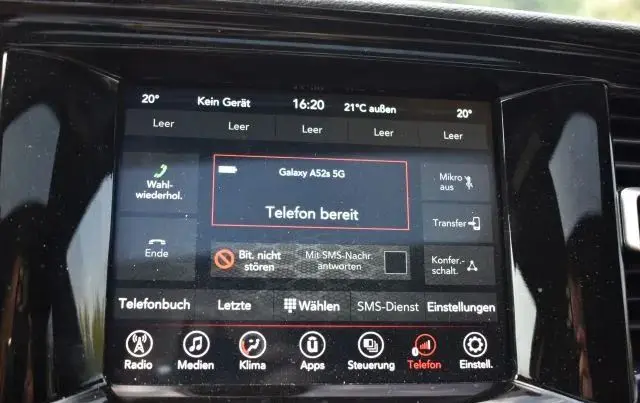 20° Kein Gerät 16:20 21°C außen 20°
Leer Leer Leer Leer Leer
Galaxy A52s 5G
Telefon bereit
Wahl-
wiederhol.
Mikro
aus
Transfer
Ende
Bit. nicht
stören
Mit SMS-Nachr.
antworten
Konfer.-
schalt.
Telefonbuch Letzte Wählen SMS-Dienst Einstellungen
Radio Medien Klima Apps Steuerung Telefon Einstell.